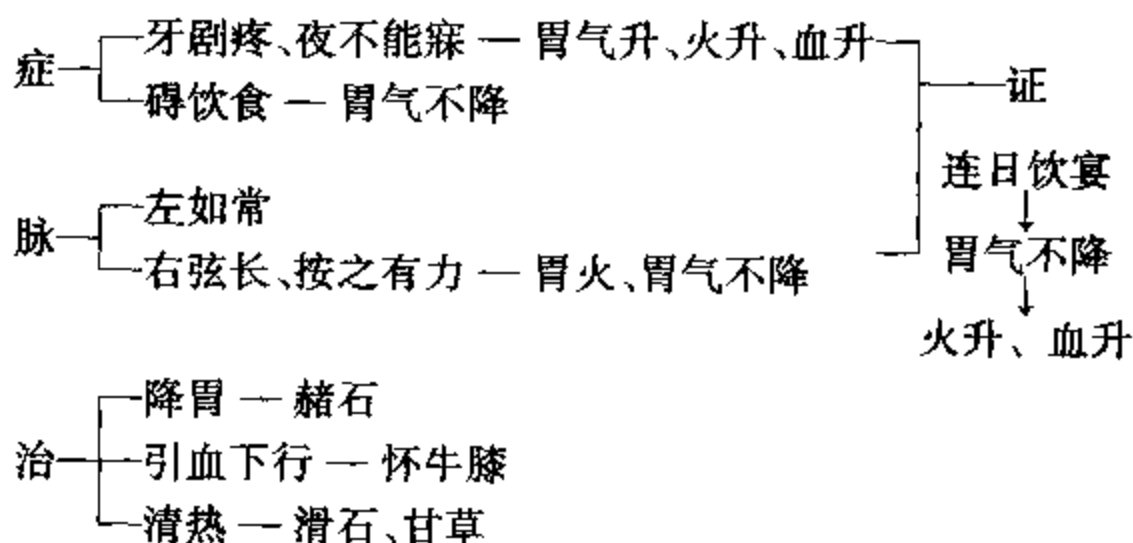 症
牙剧疼、夜不能寐 — 胃气升、火升、血升
碍饮食 — 胃气不降
证
连日饮宴
胃气不降
火升、血升
脉
左如常
右弦长、按之有力 — 胃火、胃气不降
治
降胃 — 赭石
引血下行 — 怀牛膝
清热 — 滑石、甘草